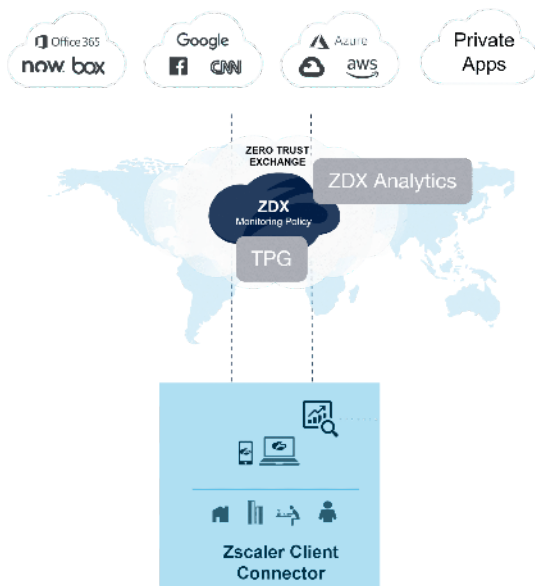 Office 365
now. box
Google
CNN
Azure
aws
Private
Apps
ZERO TRUST
EXCHANGE
ZDX Analytics
ZDX
Monitoring Policy
TPG
Zscaler Client
Connector